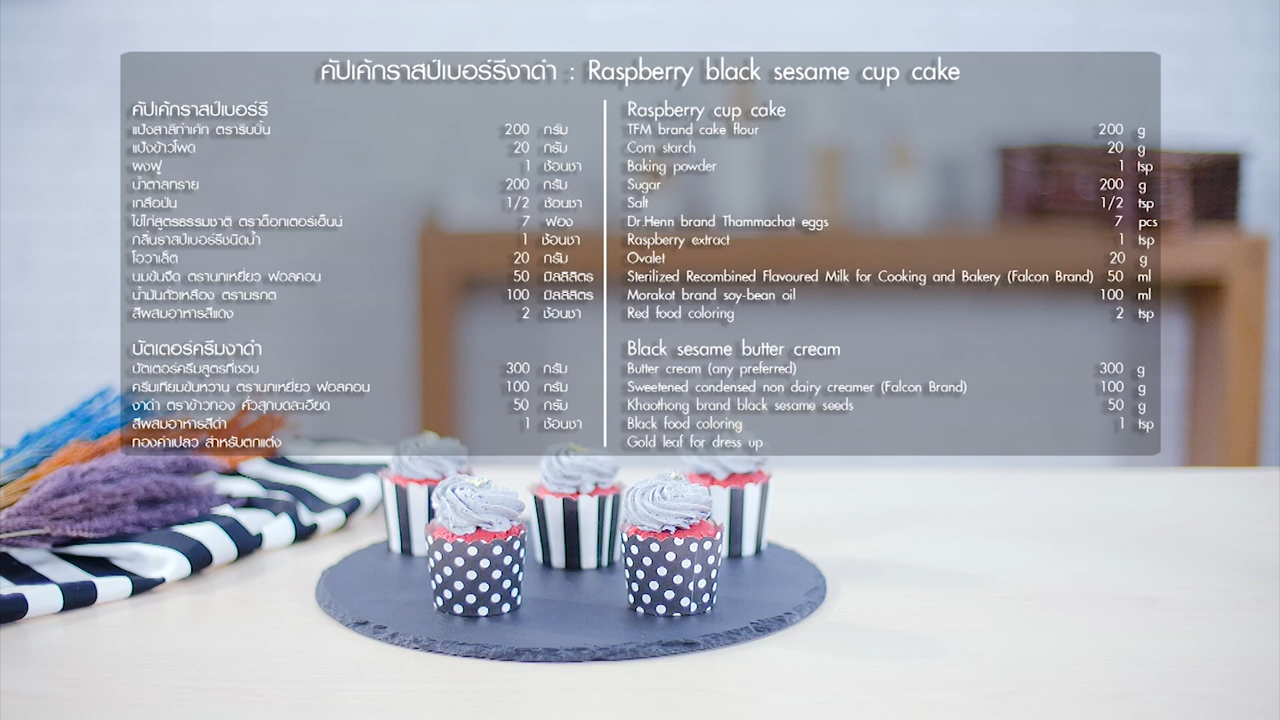 คัปเค้กราสป์เบอร์รีงาดำ : Raspberry black sesame cup cake
คัปเค้กราสป์เบอร์รี
แป้งสาลีทำเค้ก ตราริบบิ้น 200 กรัม
แป้งข้าวโพด 20 กรัม
ผงฟู 1 ช้อนชา
น้ำตาลทราย 200 กรัม
เกลือป่น 1/2 ช้อนชา
ไข่ไก่สูตรธรรมชาติ ตราด็อกเตอร์เฮ็นน์ 7 ฟอง
กลิ่นราสป์เบอร์รีชนิดน้ำ 1 ช้อนชา
โอวาเล็ต 20 กรัม
นมข้นจืด ตรานกเหยี่ยว ฟอลคอน 50 มิลลิลิตร
น้ำมันถั่วเหลือง ตรามรกต 100 มิลลิลิตร
สีผสมอาหารสีแดง 2 ช้อนชา
บัตเตอร์ครีมงาดำ
บัตเตอร์ครีมสูตรที่ชอบ 300 กรัม
ครีมเทียมข้นหวาน ตรานกเหยี่ยว ฟอลคอน 100 กรัม
งาดำ ตราข้าวทอง คั่วสุกบดละเอียด 50 กรัม
สีผสมอาหารสีดำ 1 ช้อนชา
ทองคำเปลว สำหรับตกแต่ง
Raspberry cup cake
TFM brand cake flour 200 g
Corn starch 20 g
Baking powder 1 tsp
Sugar 200 g
Salt 1/2 tsp
Dr.Henn brand Thammachat eggs 7 pcs
Raspberry extract 1 tsp
Ovalet 20 g
Sterilized Recombined Flavoured Milk for Cooking and Bakery (Falcon Brand) 50 ml
Morakot brand soy-bean oil 100 ml
Red food coloring 2 tsp
Black sesame butter cream
Butter cream (any preferred) 300 g
Sweetened condensed non dairy creamer (Falcon Brand) 100 g
Khaothong brand black sesame seeds 50 g
Black food coloring 1 tsp
Gold leaf for dress up